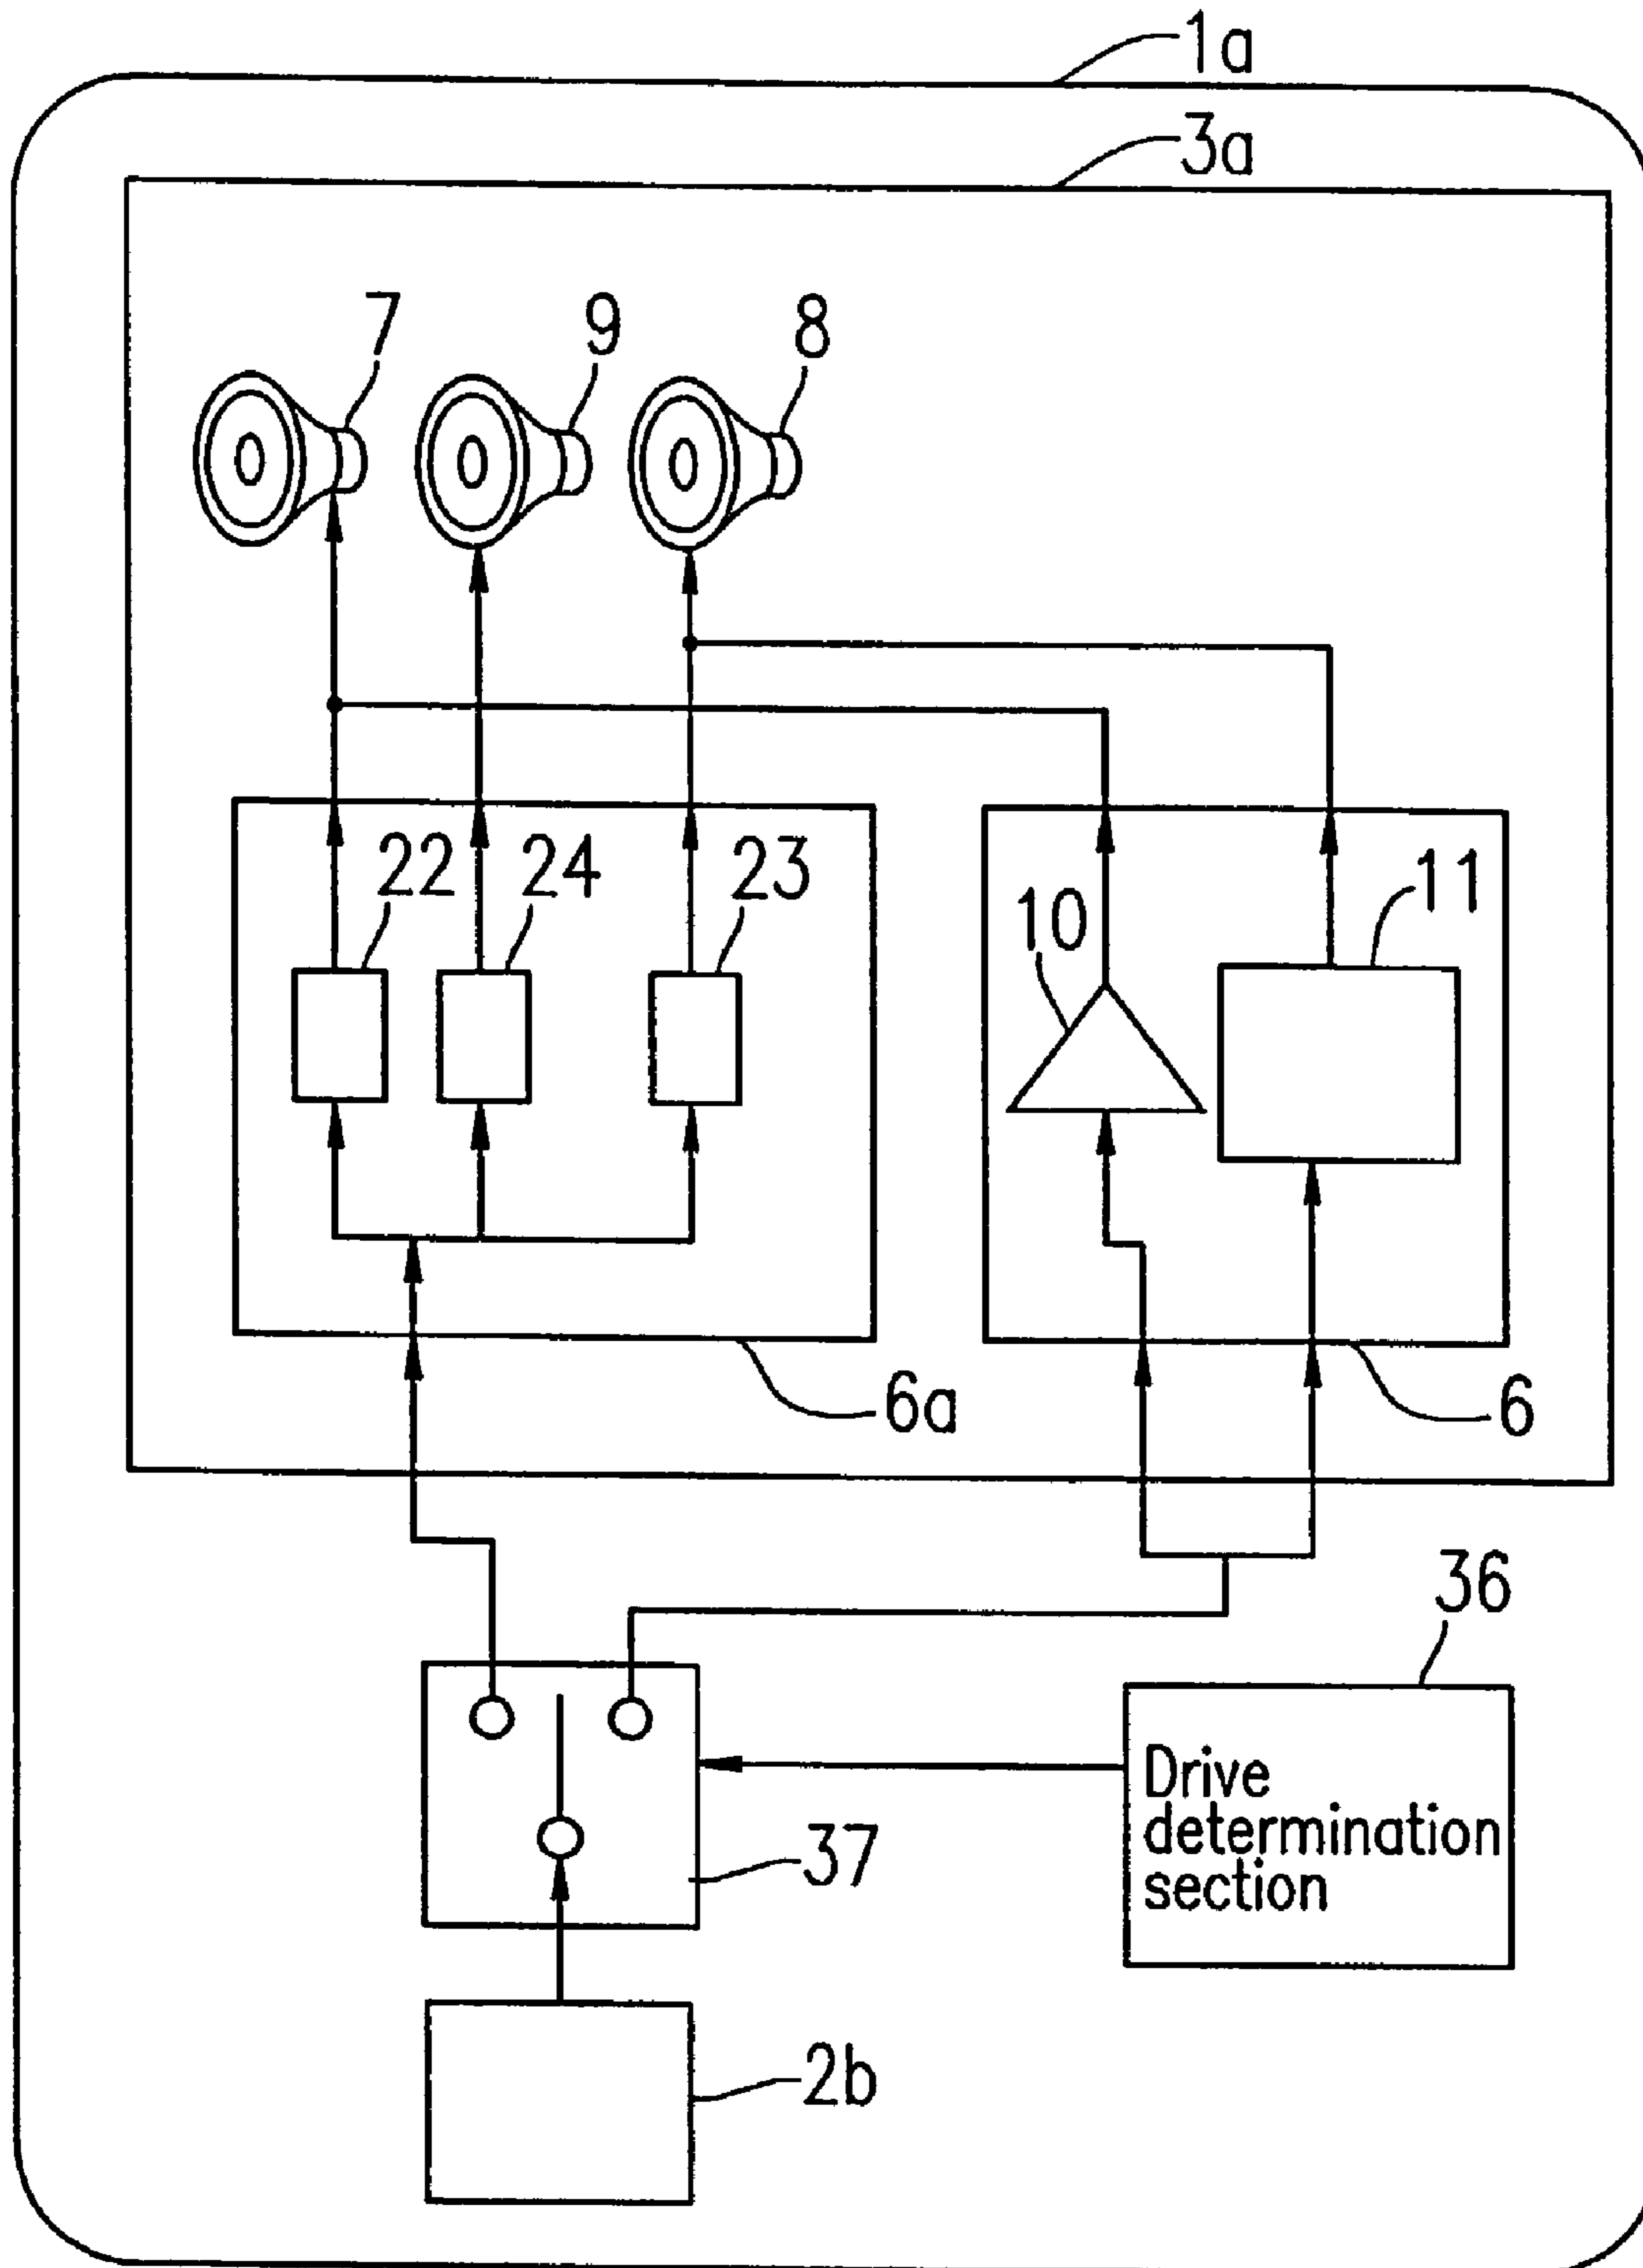 1a
3a
7
9
8
22
24
23
10
11
6a
6
36
Drive
determination
section
37
2b